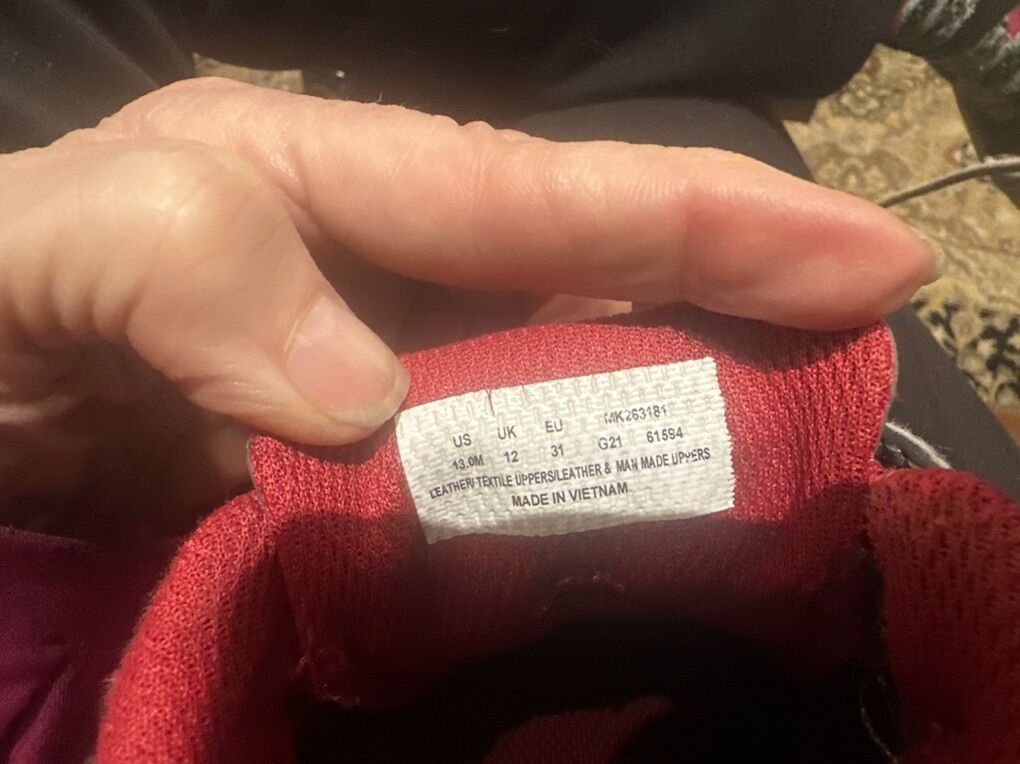 US UK EU MK263181
13.0M 12 31 G21 61594
LEATHER/TEXTILE UPPERS/LEATHER & MAN MADE UPPERS
MADE IN VIETNAM